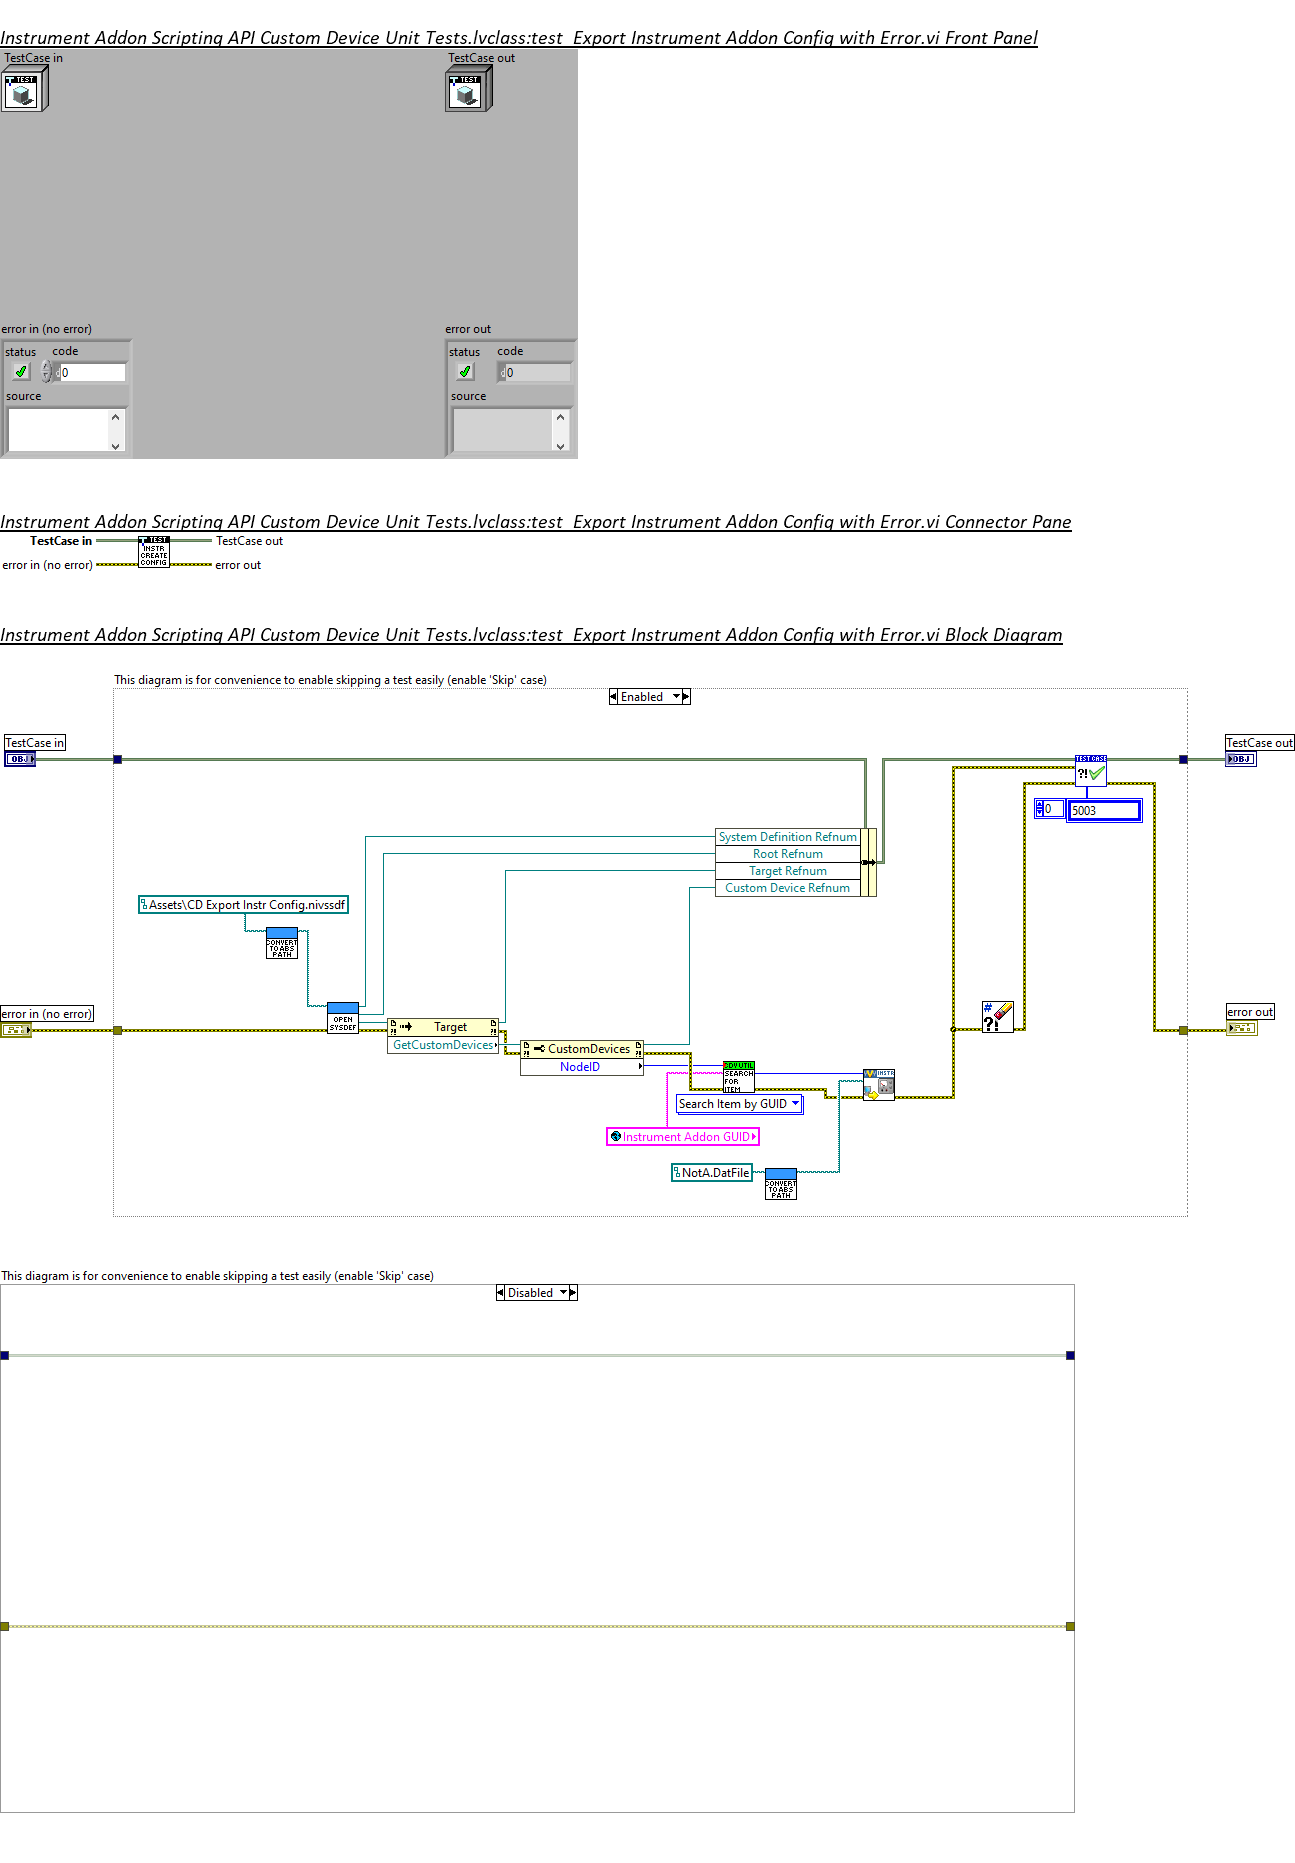 Instrument Addon Scripting API Custom Device Unit Tests.lvclass:test_Export Instrument Addon Config with Error.vi Front Panel
TestCase in
TestCase out
TEST
TEST
error in (no error)
error out
status code
status code
0
0
source
source
Instrument Addon Scripting API Custom Device Unit Tests.lvclass:test_Export Instrument Addon Config with Error.vi Connector Pane
TestCase in
TestCase out
TEST
INSTR
CREATE
CONFIG
error in (no error)
error out
Instrument Addon Scripting API Custom Device Unit Tests.lvclass:test_Export Instrument Addon Config with Error.vi Block Diagram
This diagram is for convenience to enable skipping a test easily (enable 'Skip' case)
Enabled
TestCase in
OBJ
TestCase out
OBJ
TEST CASE
?!
0
5003
System Definition Refnum
Root Refnum
Target Refnum
Custom Device Refnum
Assets\CD Export Instr Config.nivssdf
CONVERT
TO ABS
PATH
error in (no error)
OPEN
SYSDEF
Target
GetCustomDevices
CustomDevices
NodeID
#
?!
error out
SDV UTIL
SEARCH
FOR
ITEM
INSTR
Search Item by GUID
Instrument Addon GUID
NotA.DatFile
CONVERT
TO ABS
PATH
This diagram is for convenience to enable skipping a test easily (enable 'Skip' case)
Disabled